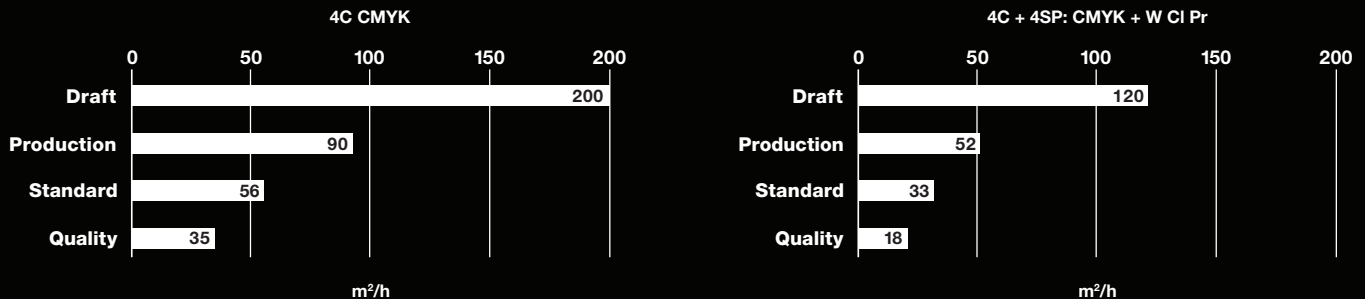 4C CMYK
0 50 100 150 200
Draft 200
Production 90
Standard 56
Quality 35
m²/h
4C + 4SP: CMYK + W Cl Pr
0 50 100 150 200
Draft 120
Production 52
Standard 33
Quality 18
m²/h